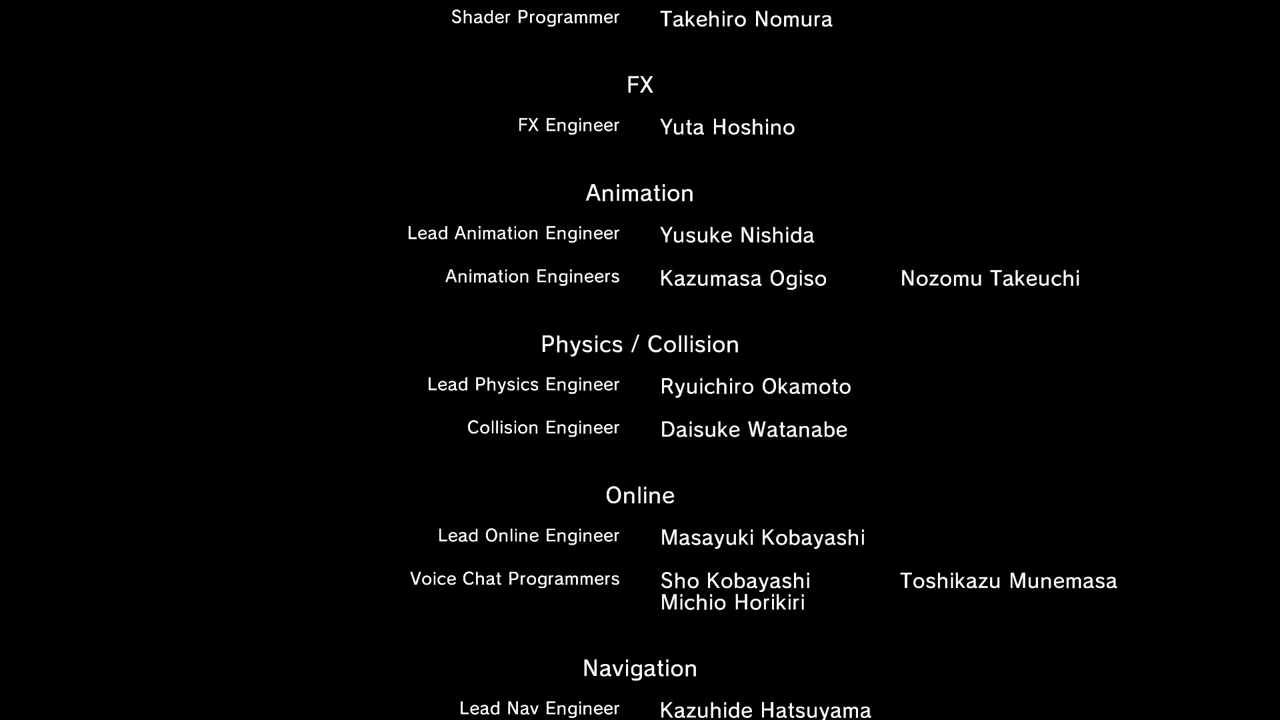 Shader Programmer Takehiro Nomura
FX
FX Engineer Yuta Hoshino
Animation
Lead Animation Engineer Yusuke Nishida
Animation Engineers Kazumasa Ogiso Nozomu Takeuchi
Physics / Collision
Lead Physics Engineer Ryuichiro Okamoto
Collision Engineer Daisuke Watanabe
Online
Lead Online Engineer Masayuki Kobayashi
Voice Chat Programmers Sho Kobayashi Toshikazu Munemasa
Michio Horikiri
Navigation
Lead Nav Engineer Kazuhide Hatsuyama